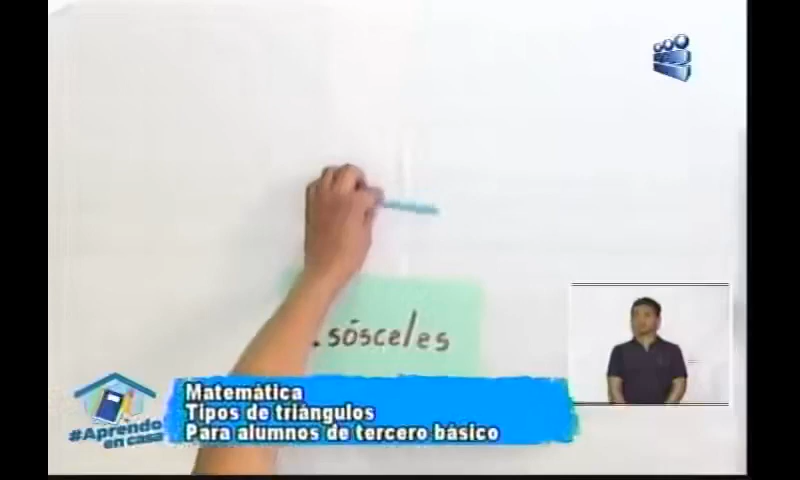 .sósceles
Matemática
Tipos de triángulos
Para alumnos de tercero básico
#Aprendo
en casa